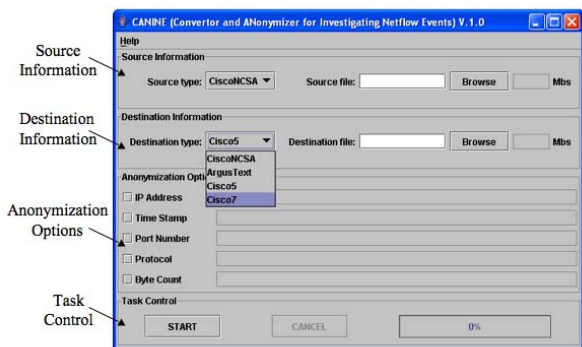 CANINE (Convertor and ANonymizer for Investigating Netflow Events) V.1.0
Help
Source Information
Source Information
Source type: CiscoNCSA
Source file:
Browse
Mbs
Destination Information
Destination Information
Destination type: Cisco5
Destination file:
Browse
Mbs
CiscoNCSA
ArgusText
Cisco5
Cisco7
Anonymization Options
Anonymization Opti
IP Address
Time Stamp
Port Number
Protocol
Byte Count
Task Control
Task Control
START
CANCEL
0%